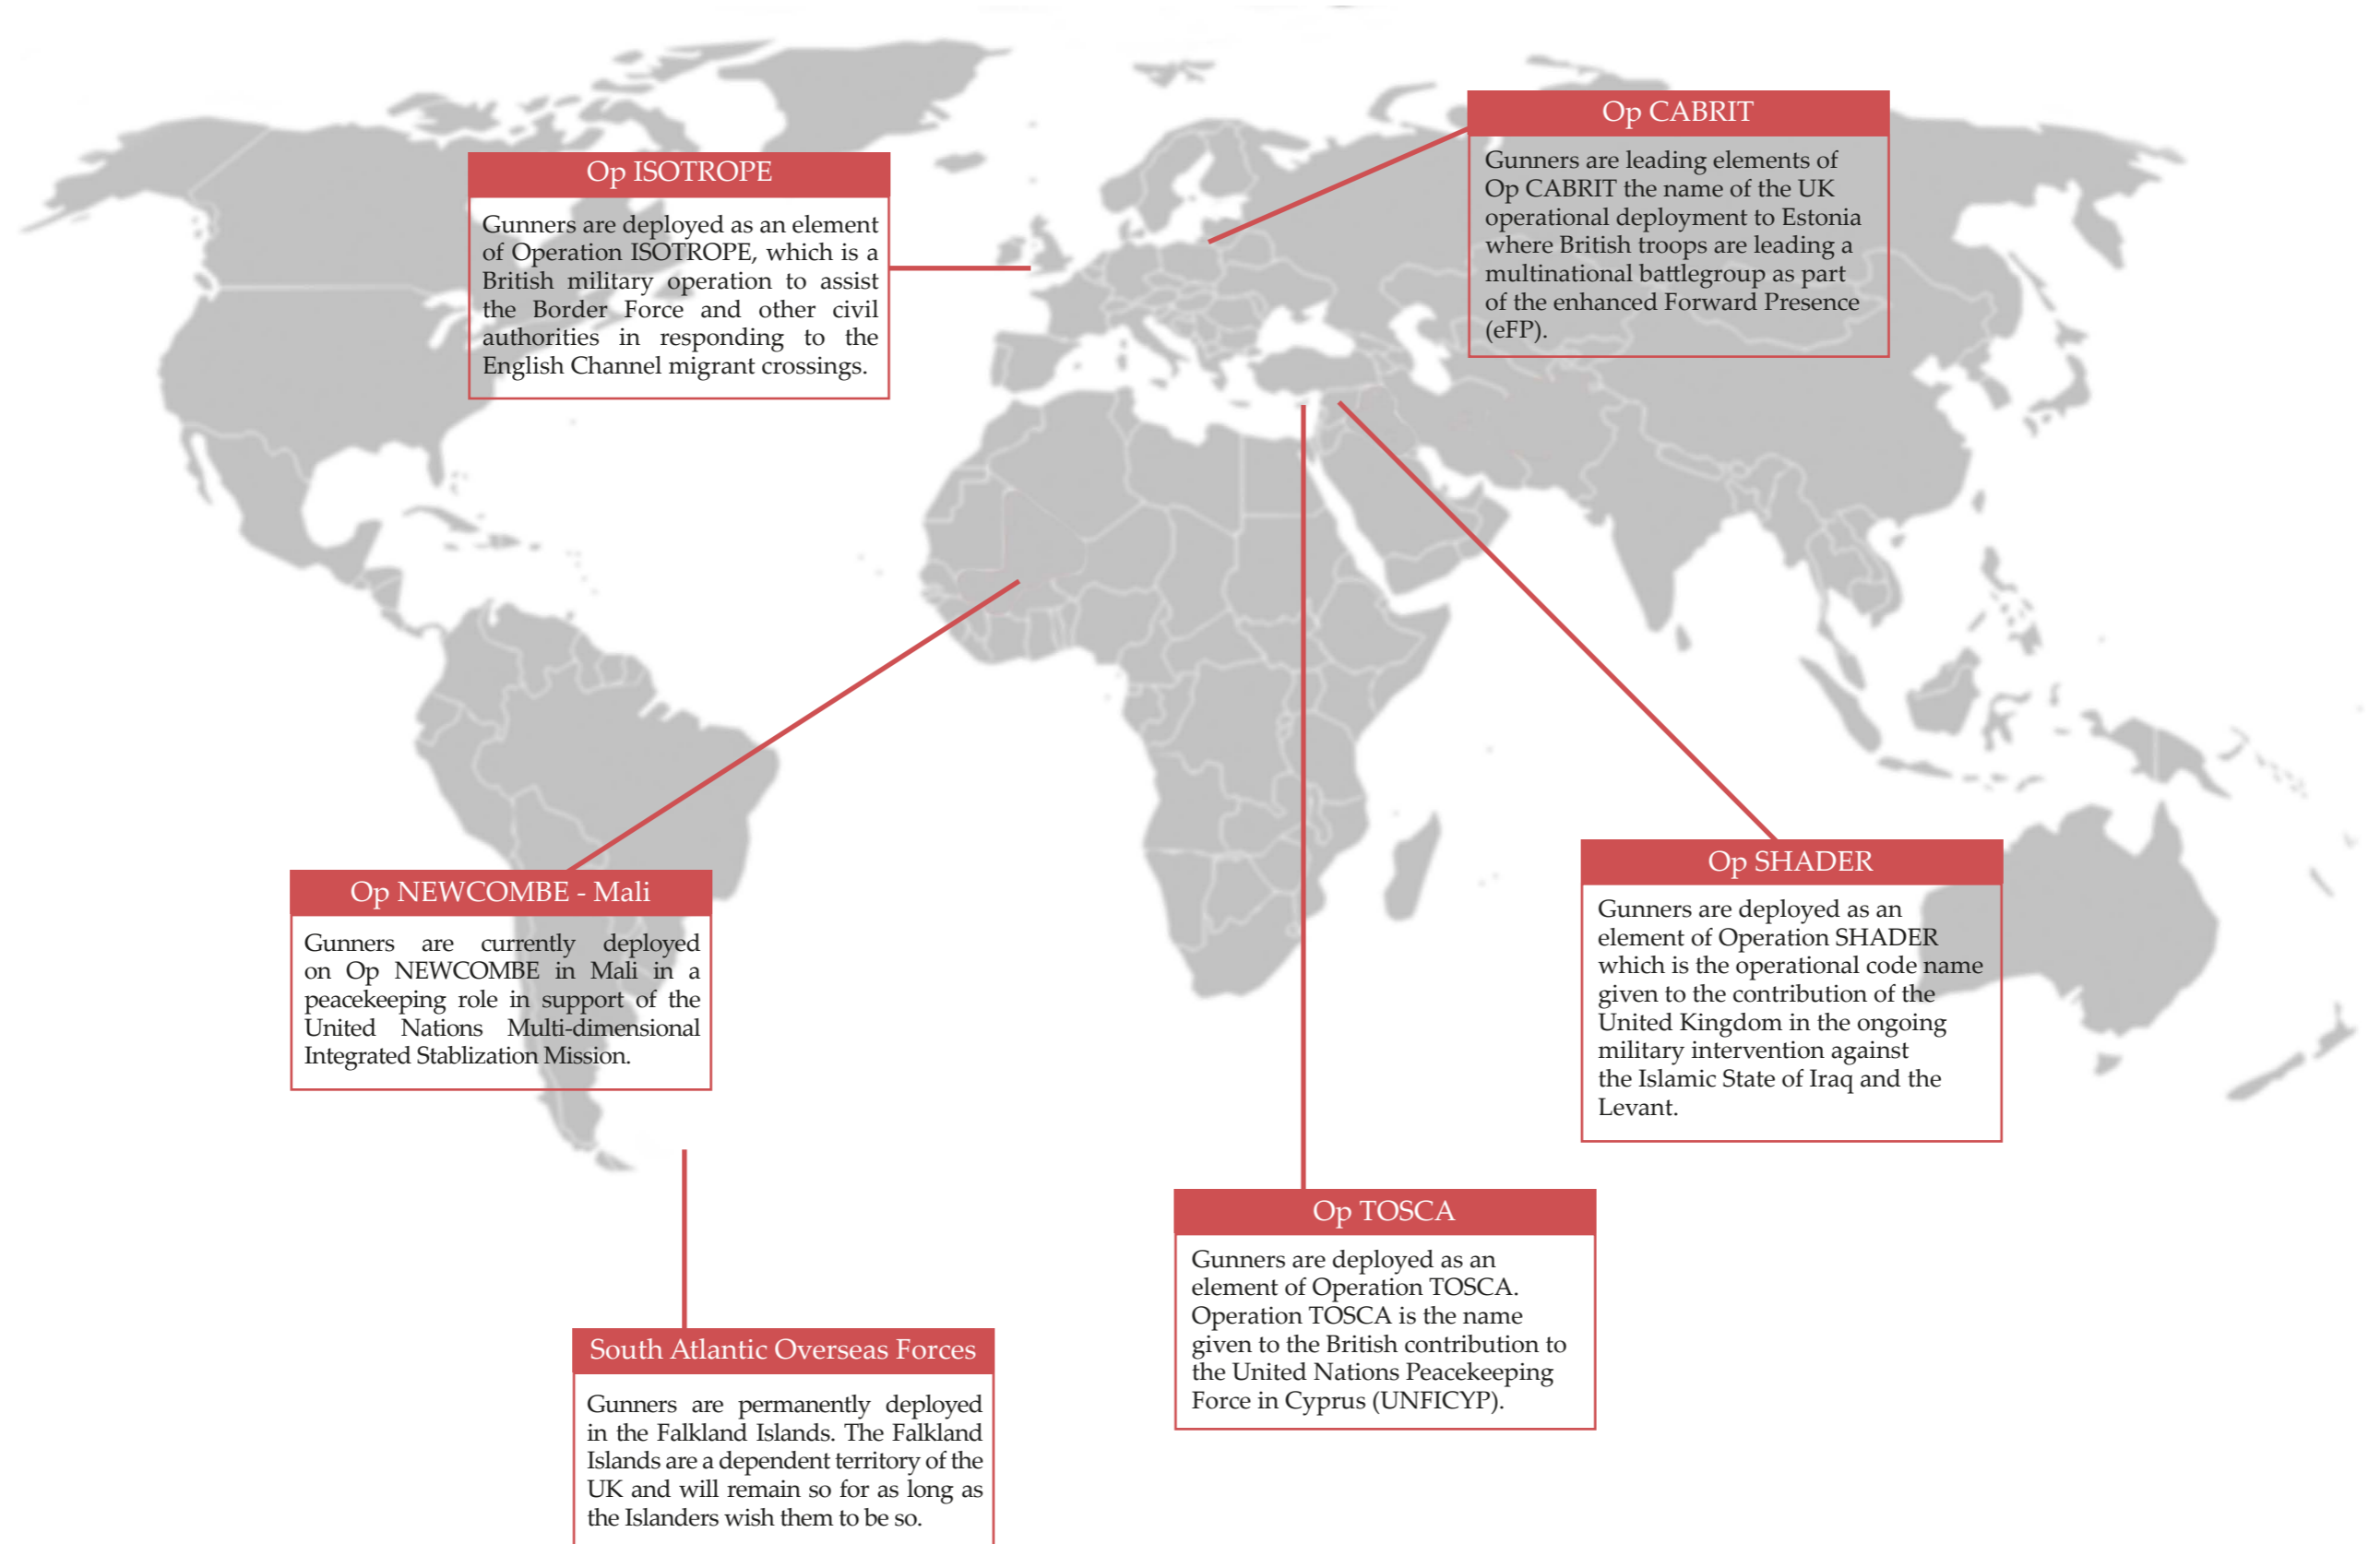 Op CABRIT
Gunners are leading elements of
Op CABRIT the name of the UK
operational deployment to Estonia
where British troops are leading a
multinational battlegroup as part
of the enhanced Forward Presence
(eFP).
Op ISOTROPE
Gunners are deployed as an element
of Operation ISOTROPE, which is a
British military operation to assist
the Border Force and other civil
authorities in responding to the
English Channel migrant crossings.
Op NEWCOMBE - Mali
Gunners are currently deployed
on Op NEWCOMBE in Mali in a
peacekeeping role in support of the
United Nations Multi-dimensional
Integrated Stablization Mission.
Op SHADER
Gunners are deployed as an
element of Operation SHADER
which is the operational code name
given to the contribution of the
United Kingdom in the ongoing
military intervention against
the Islamic State of Iraq and the
Levant.
Op TOSCA
Gunners are deployed as an
element of Operation TOSCA.
Operation TOSCA is the name
given to the British contribution to
the United Nations Peacekeeping
Force in Cyprus (UNFICYP).
South Atlantic Overseas Forces
Gunners are permanently deployed
in the Falkland Islands. The Falkland
Islands are a dependent territory of the
UK and will remain so for as long as
the Islanders wish them to be so.